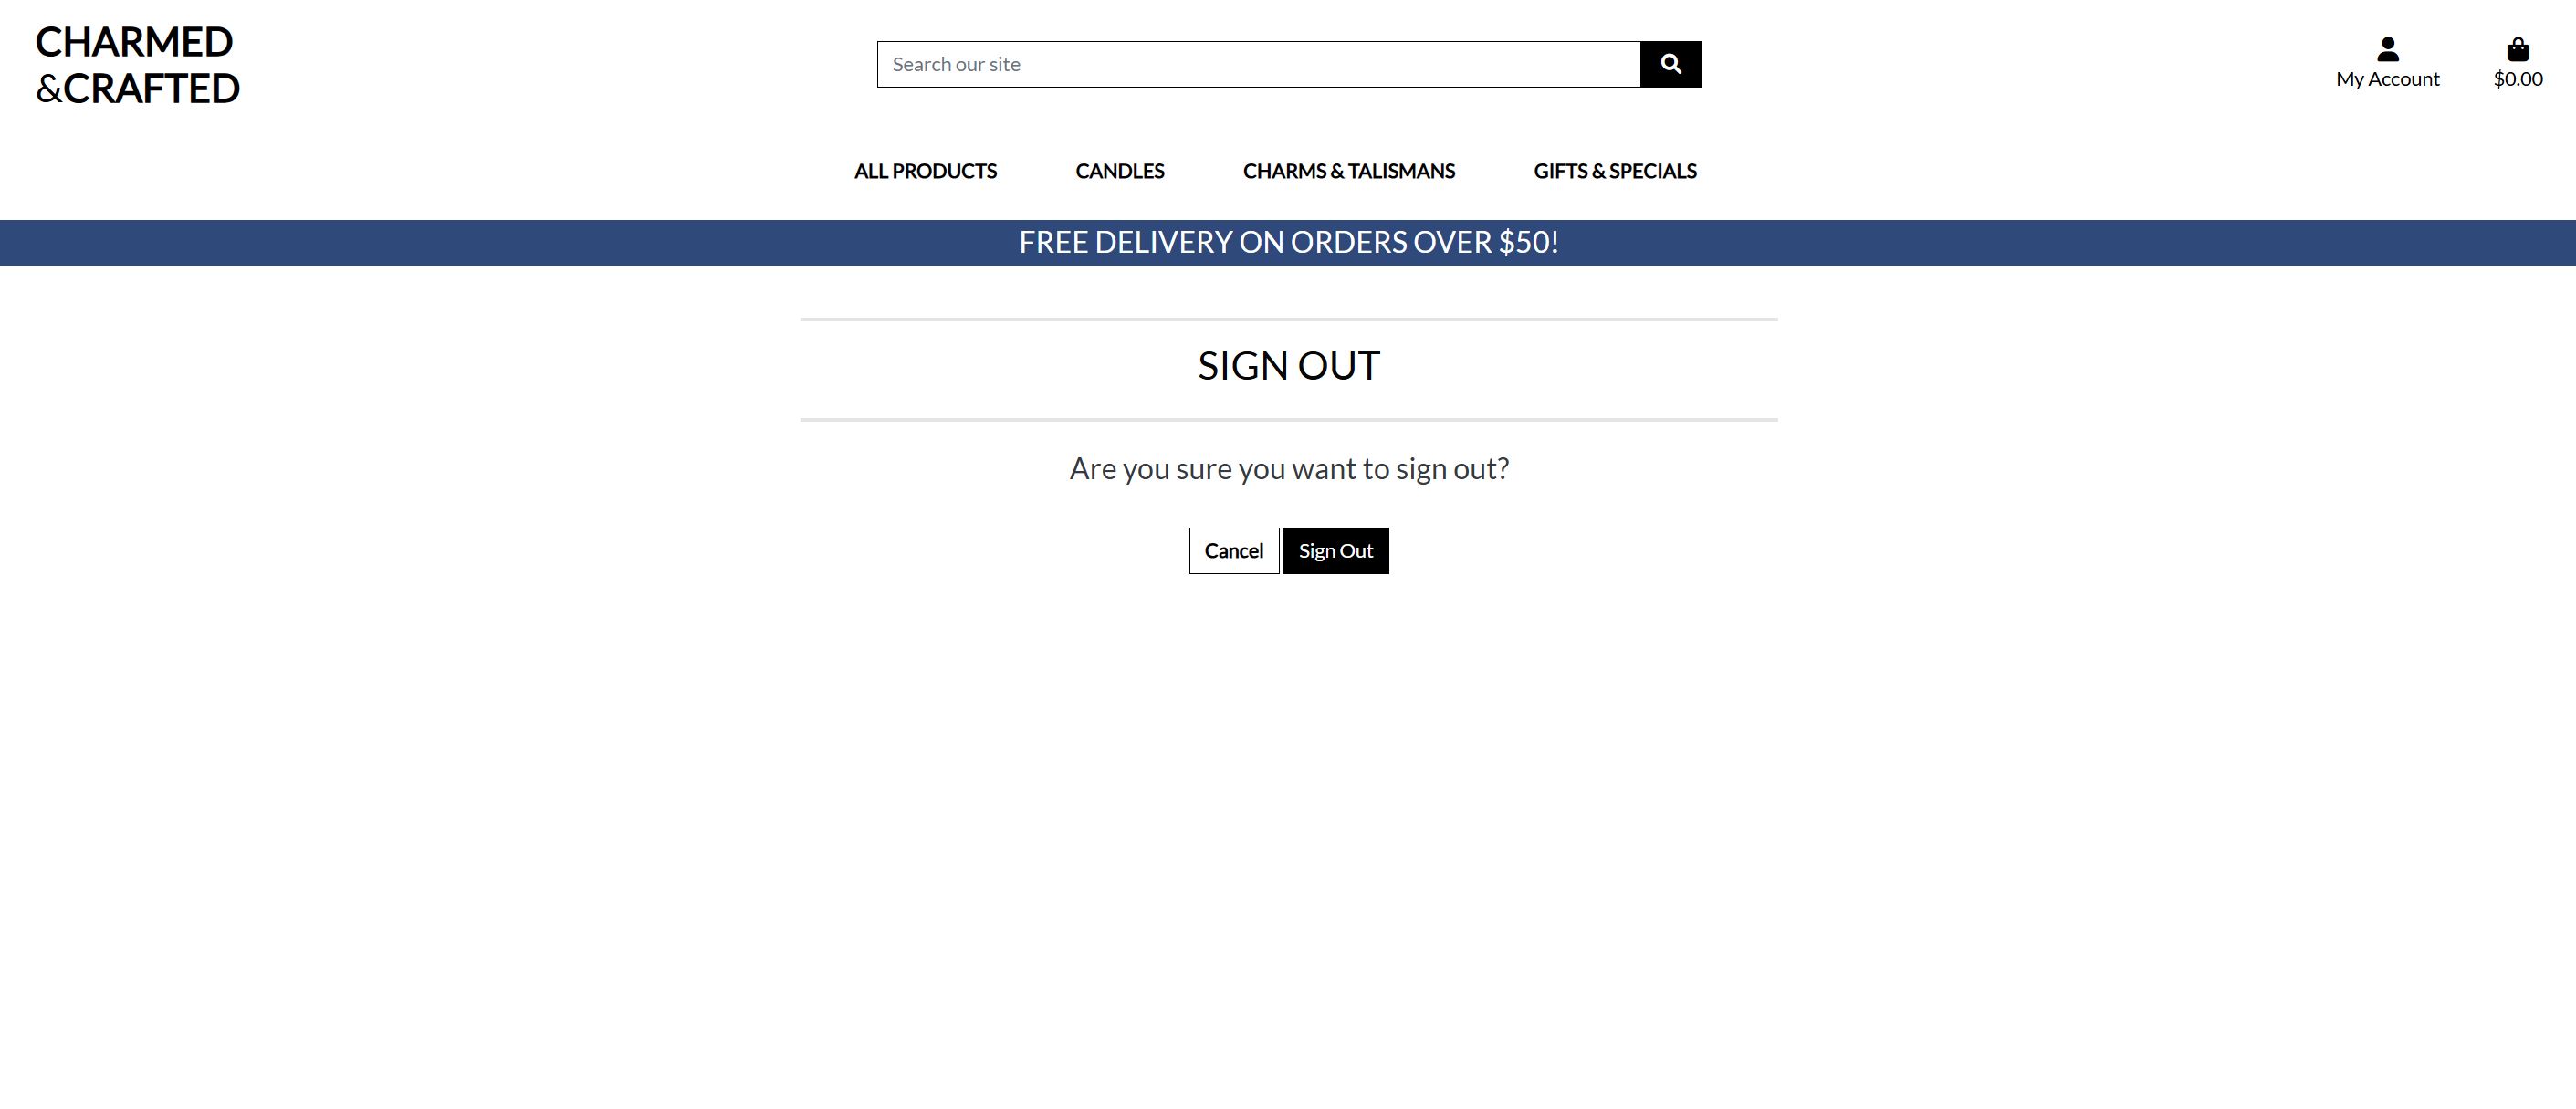 CHARMED
&CRAFTED
Search our site
My Account
$0.00
ALL PRODUCTS
CANDLES
CHARMS & TALISMANS
GIFTS & SPECIALS
FREE DELIVERY ON ORDERS OVER $50!
SIGN OUT
Are you sure you want to sign out?
Cancel
Sign Out